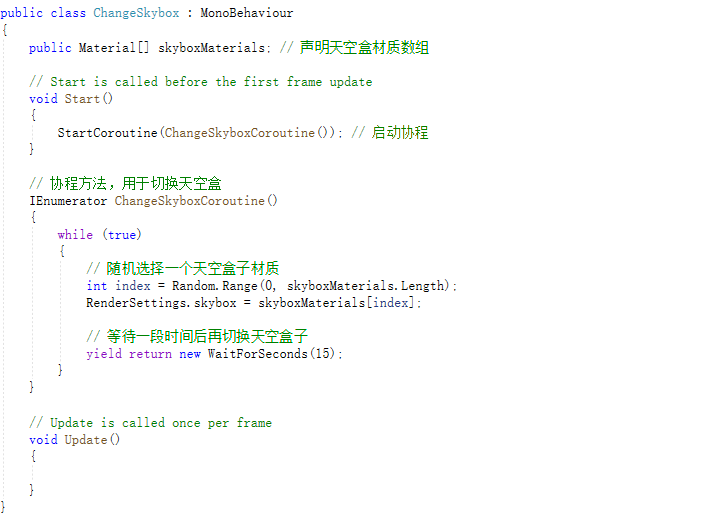 public class ChangeSkybox : MonoBehaviour
{
    public Material[] skyboxMaterials; // 声明天空盒材质数组

    // Start is called before the first frame update
    void Start()
    {
        StartCoroutine(ChangeSkyboxCoroutine()); // 启动协程
    }

    // 协程方法，用于切换天空盒
    IEnumerator ChangeSkyboxCoroutine()
    {
        while (true)
        {
            // 随机选择一个天空盒子材质
            int index = Random.Range(0, skyboxMaterials.Length);
            RenderSettings.skybox = skyboxMaterials[index];

            // 等待一段时间后再切换天空盒子
            yield return new WaitForSeconds(15);
        }
    }

    // Update is called once per frame
    void Update()
    {

    }
}